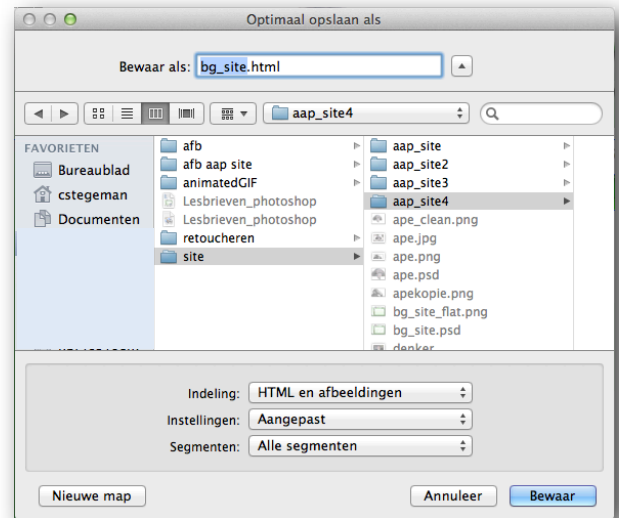 Optimaal opslaan als
Bewaar als: bg_site.html
aap_site4
FAVORIETEN
Bureaublad
cstegeman
Documenten
afb
afb aap site
animatedGIF
Lesbrieven_photoshop
Lesbrieven_photoshop
retoucheren
site
aap_site
aap_site2
aap_site3
aap_site4
ape_clean.png
ape.jpg
ape.png
ape.psd
apekopie.png
bg_site_flat.png
bg_site.psd
denker
Indeling: HTML en afbeeldingen
Instellingen: Aangepast
Segmenten: Alle segmenten
Nieuwe map
Annuleer
Bewaar